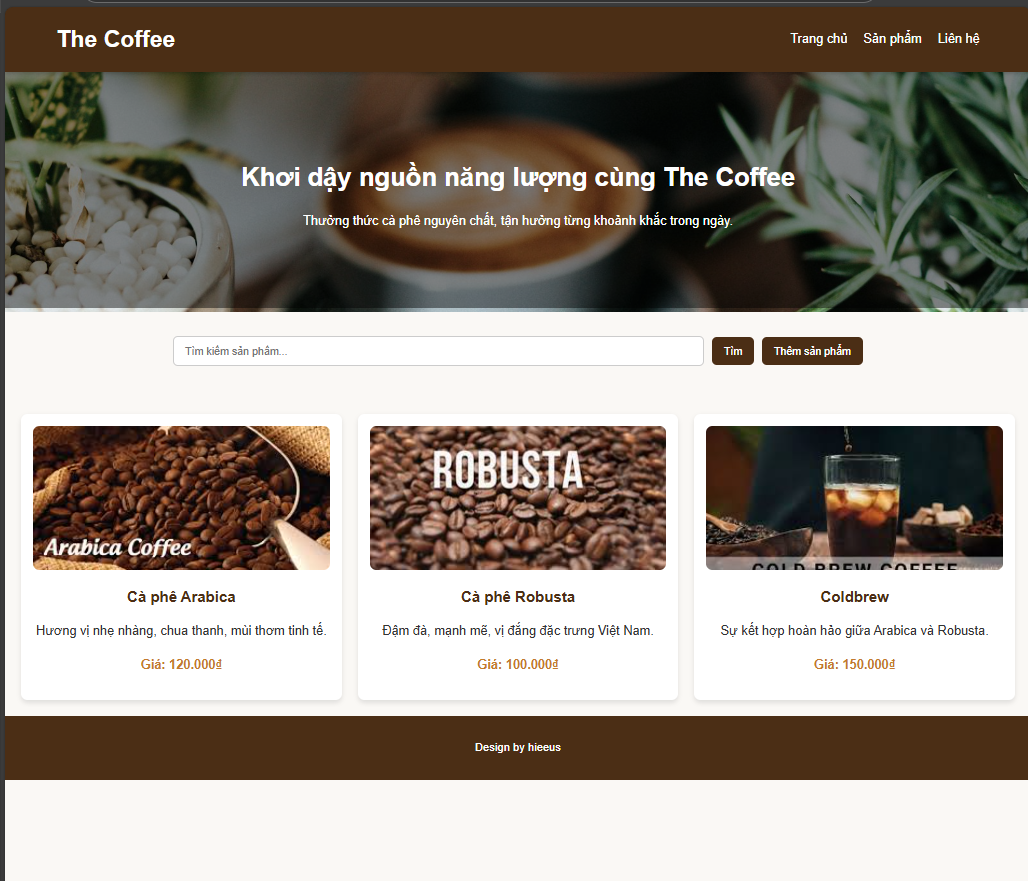 The Coffee
Trang chủ Sản phẩm Liên hệ
Khơi dậy nguồn năng lượng cùng The Coffee
Thưởng thức cà phê nguyên chất, tận hưởng từng khoảnh khắc trong ngày.
Tìm kiếm sản phẩm...
Tìm
Thêm sản phẩm
Arabica Coffee
ROBUSTA
COLD BREW COFFEE
Cà phê Arabica
Hương vị nhẹ nhàng, chua thanh, mùi thơm tinh tế.
Giá: 120.000₫
Cà phê Robusta
Đậm đà, mạnh mẽ, vị đắng đặc trưng Việt Nam.
Giá: 100.000₫
Coldbrew
Sự kết hợp hoàn hảo giữa Arabica và Robusta.
Giá: 150.000₫
Design by hieeus